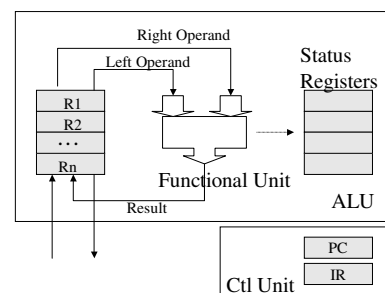 Right Operand
Left Operand
Status
Registers
R1
R2
...
Rn
Functional Unit
Result
ALU
PC
IR
Ctl Unit